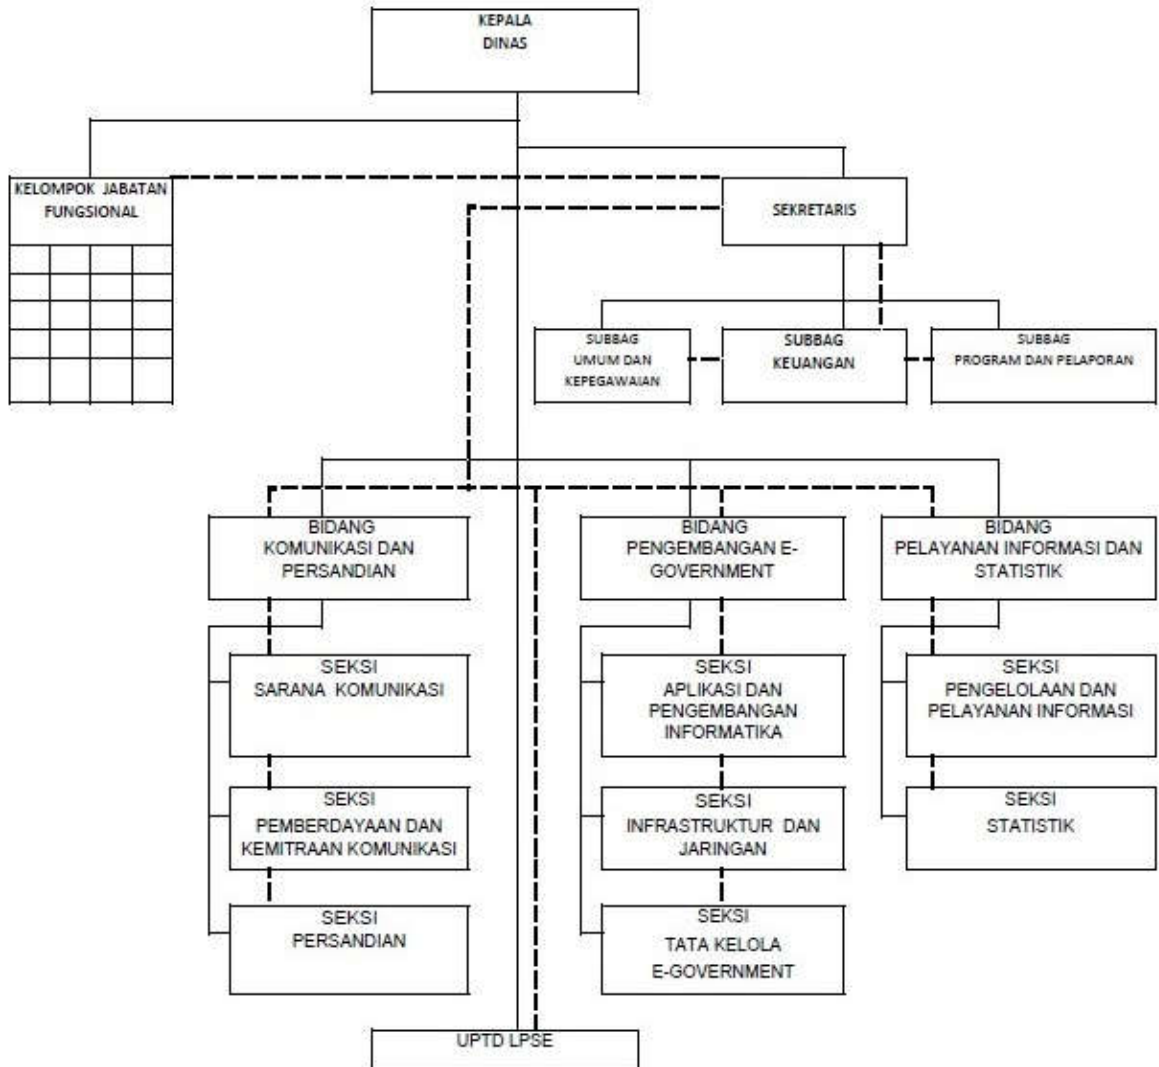 KEPALA
DINAS
KELOMPOK JABATAN
FUNGSIONAL
SEKRETARIS
SUBBAG
UMUM DAN
KEPEGAWAIAN
SUBBAG
KEUANGAN
SUBBAG
PROGRAM DAN PELAPORAN
BIDANG
KOMUNIKASI DAN
PERSANDIAN
BIDANG
PENGEMBANGAN E-
GOVERNMENT
BIDANG
PELAYANAN INFORMASI DAN
STATISTIK
SEKSI
SARANA KOMUNIKASI
SEKSI
APLIKASI DAN
PENGEMBANGAN
INFORMATIKA
SEKSI
PENGELOLAAN DAN
PELAYANAN INFORMASI
SEKSI
PEMBERDAYAAN DAN
KEMITRAAN KOMUNIKASI
SEKSI
INFRASTRUKTUR DAN
JARINGAN
SEKSI
STATISTIK
SEKSI
PERSANDIAN
SEKSI
TATA KELOLA
E-GOVERNMENT
UPTD LPSE